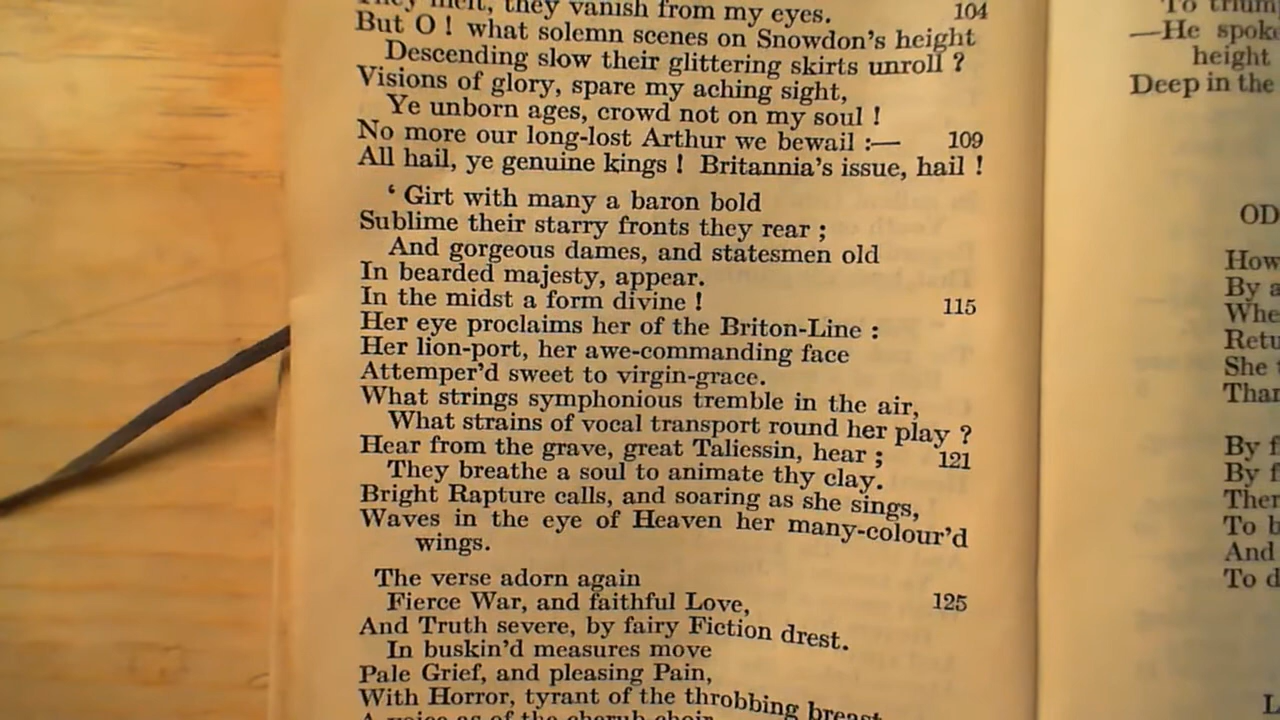 they vanish from my eyes. 104
But O ! what solemn scenes on Snowdon's height
Descending slow their glittering skirts unroll ?
Visions of glory, spare my aching sight,
Ye unborn ages, crowd not on my soul !
No more our long-lost Arthur we bewail :— 109
All hail, ye genuine kings ! Britannia's issue, hail !
‘ Girt with many a baron bold
Sublime their starry fronts they rear ;
And gorgeous dames, and statesmen old
In bearded majesty, appear.
In the midst a form divine ! 115
Her eye proclaims her of the Briton-Line :
Her lion-port, her awe-commanding face
Attemper'd sweet to virgin-grace.
What strings symphonious tremble in the air,
What strains of vocal transport round her play ?
Hear from the grave, great Taliessin, hear ; 121
They breathe a soul to animate thy clay.
Bright Rapture calls, and soaring as she sings,
Waves in the eye of Heaven her many-colour'd
wings.
The verse adorn again
Fierce War, and faithful Love, 125
And Truth severe, by fairy Fiction drest.
In buskin'd measures move
Pale Grief, and pleasing Pain,
With Horror, tyrant of the throbbing breast
To
—He
height
Deep in the
How
By
She
By
By
To
And
To